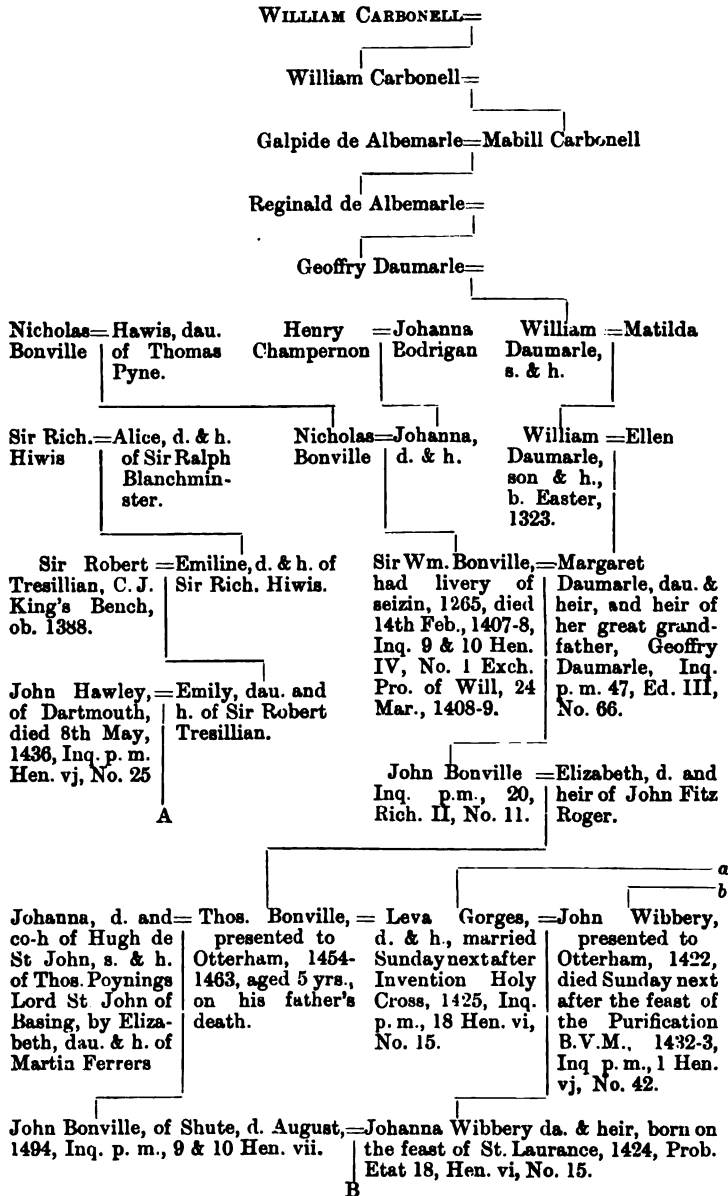 WILLIAM CARBONELL=
William Carbonell=
Galpide de Albemarle=Mabill Carbonell
Reginald de Albemarle=
Geoffry Daumarle=
Nicholas= Hawis, dau.
Bonville of Thomas
Pyne.
Henry =Johanna
Champernon Bodrigan
William =Matilda
Daumarle,
s. & h.
Sir Rich.=Alice, d. & h.
Hiwis of Sir Ralph
Blanchmin-
ster.
Nicholas=Johanna,
Bonville d. & h.
William =Ellen
Daumarle,
son & h.,
b. Easter,
1323.
Sir Robert =Emiline, d. & h. of
Tresillian, C. J. Sir Rich. Hiwis.
King's Bench,
ob. 1388.
Sir Wm. Bonville,=Margaret
had livery of Daumarle, dau. &
seizin, 1265, died heir, and heir of
14th Feb., 1407-8, her great grand-
Inq. 9 & 10 Hen. father, Geoffry
IV, No. 1 Exch. Daumarle, Inq.
Pro. of Will, 24 p. m. 47, Ed. III,
Mar., 1408-9. No. 66.
John Hawley,=Emily, dau. and
of Dartmouth, h. of Sir Robert
died 8th May, Tresillian.
1436, Inq. p. m.
Hen. vj, No. 25
A
John Bonville =Elizabeth, d. and
Inq. p.m., 20, heir of John Fitz
Rich. II, No. 11. Roger.
a
b
Johanna, d. and= Thos. Bonville, = Leva Gorges, =John Wibbery,
co-h of Hugh de presented to d. & h., married presented to
St John, s. & h. Otterham, 1454- Sunday next after Otterham, 1422,
of Thos. Poynings 1463, aged 5 yrs., Invention Holy died Sunday next
Lord St John of on his father's Cross, 1425, Inq. after the feast of
Basing, by Eliza- death. p. m., 18 Hen. vi, the Purification
beth, dau. & h. of No. 15. B.V.M., 1432-3,
Martin Ferrers Inq p. m., 1 Hen.
vj, No. 42.
John Bonville, of Shute, d. August,=Johanna Wibbery da. & heir, born on
1494, Inq. p. m., 9 & 10 Hen. vii. the feast of St. Laurance, 1424, Prob.
Etat 18, Hen. vi, No. 15.
B